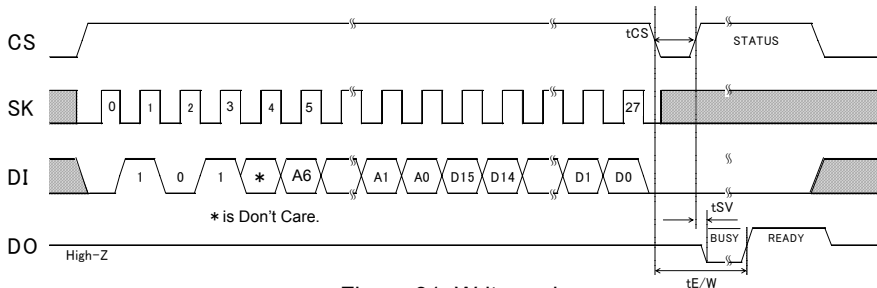 CS
tCS
STATUS
SK
0 1 2 3 4 5 27
DI
1 0 1 * A6 A1 A0 D15 D14 D1 D0
* is Don't Care.
tSV
DO
High-Z
BUSY
READY
tE/W